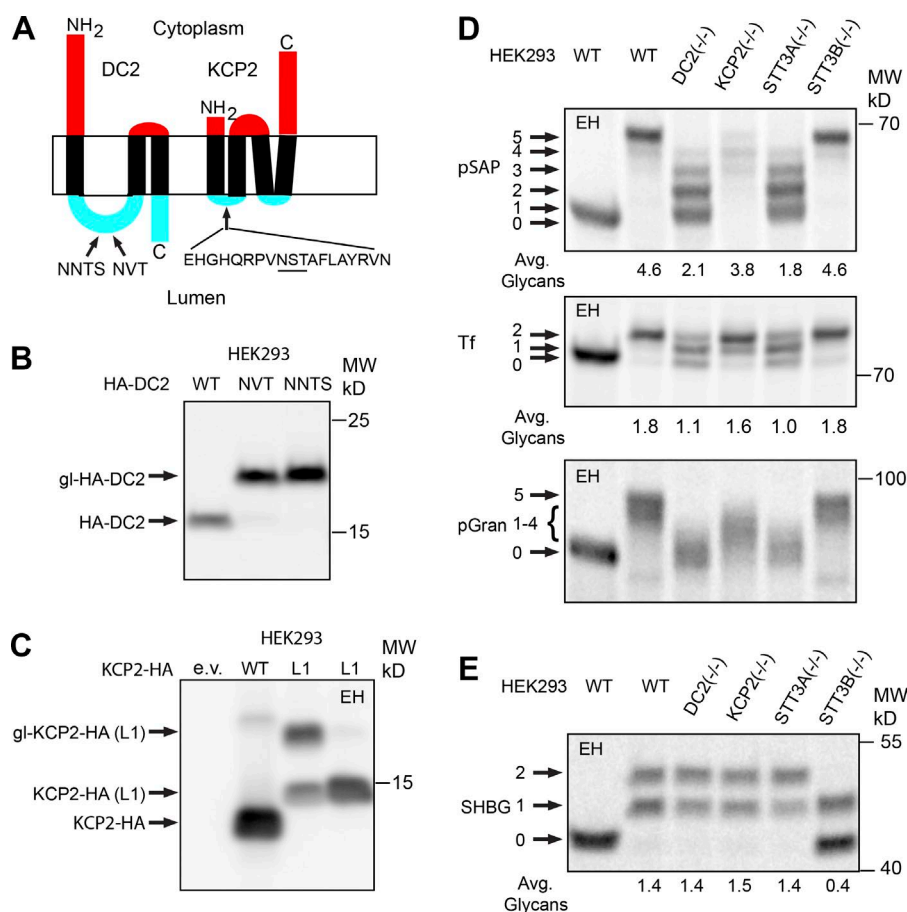 A
NH2 Cytoplasm C
DC2 KCP2
NH2
C
NNTS NVT
EHGHQRPVNSTAFLAYRVN
Lumen
B
HEK293
HA-DC2 WT NVT NNTS MW kD
25
gl-HA-DC2
HA-DC2
15
C
HEK293
KCP2-HA e.v. WT L1 L1 MW kD
EH
gl-KCP2-HA (L1)
15
KCP2-HA (L1)
KCP2-HA
D
HEK293 WT WT DC2(-/-) KCP2(-/-) STT3A(-/-) STT3B(-/-) MW kD
EH
70
5
4
pSAP 3
2
1
0
Avg. Glycans 4.6 2.1 3.8 1.8 4.6
EH
Tf 2
1
0
70
Avg. Glycans 1.8 1.1 1.6 1.0 1.8
EH
100
5
pGran 1-4
0
E
HEK293 WT WT DC2(-/-) KCP2(-/-) STT3A(-/-) STT3B(-/-) MW kD
EH
55
2
SHBG 1
0
40
Avg. Glycans 1.4 1.4 1.5 1.4 0.4